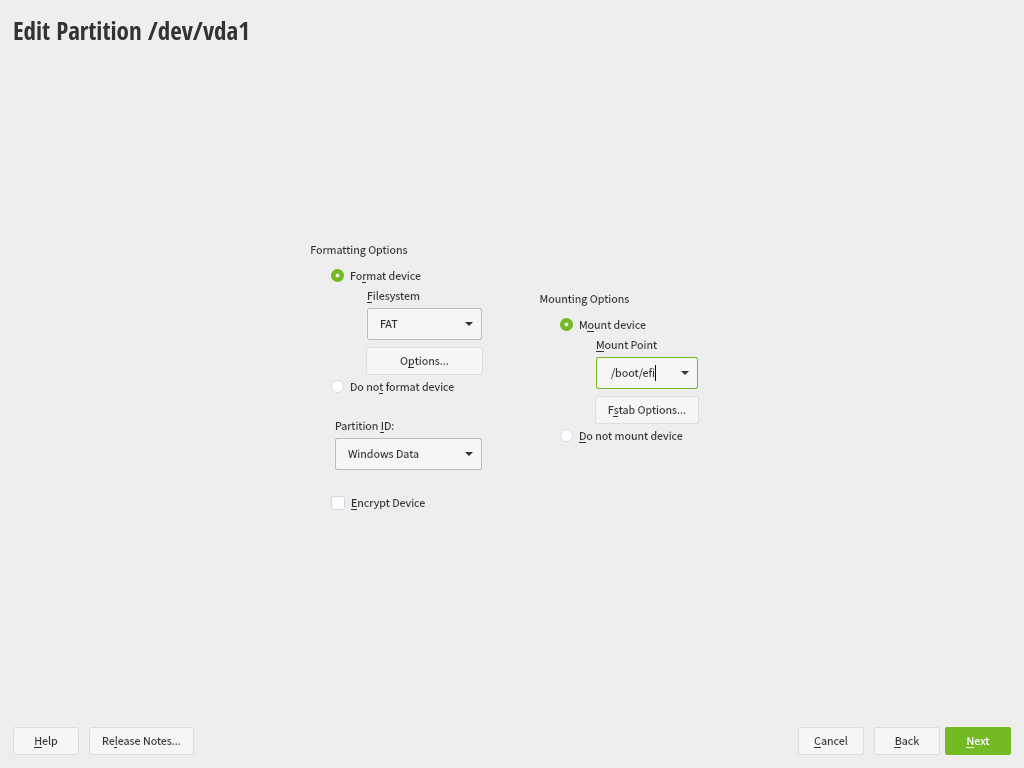 Edit Partition /dev/vda1
Formatting Options
Format device
Filesystem
FAT
Options...
Do not format device
Partition ID:
Windows Data
Encrypt Device
Mounting Options
Mount device
Mount Point
/boot/efi
Fstab Options...
Do not mount device
Help
Release Notes...
Cancel
Back
Next